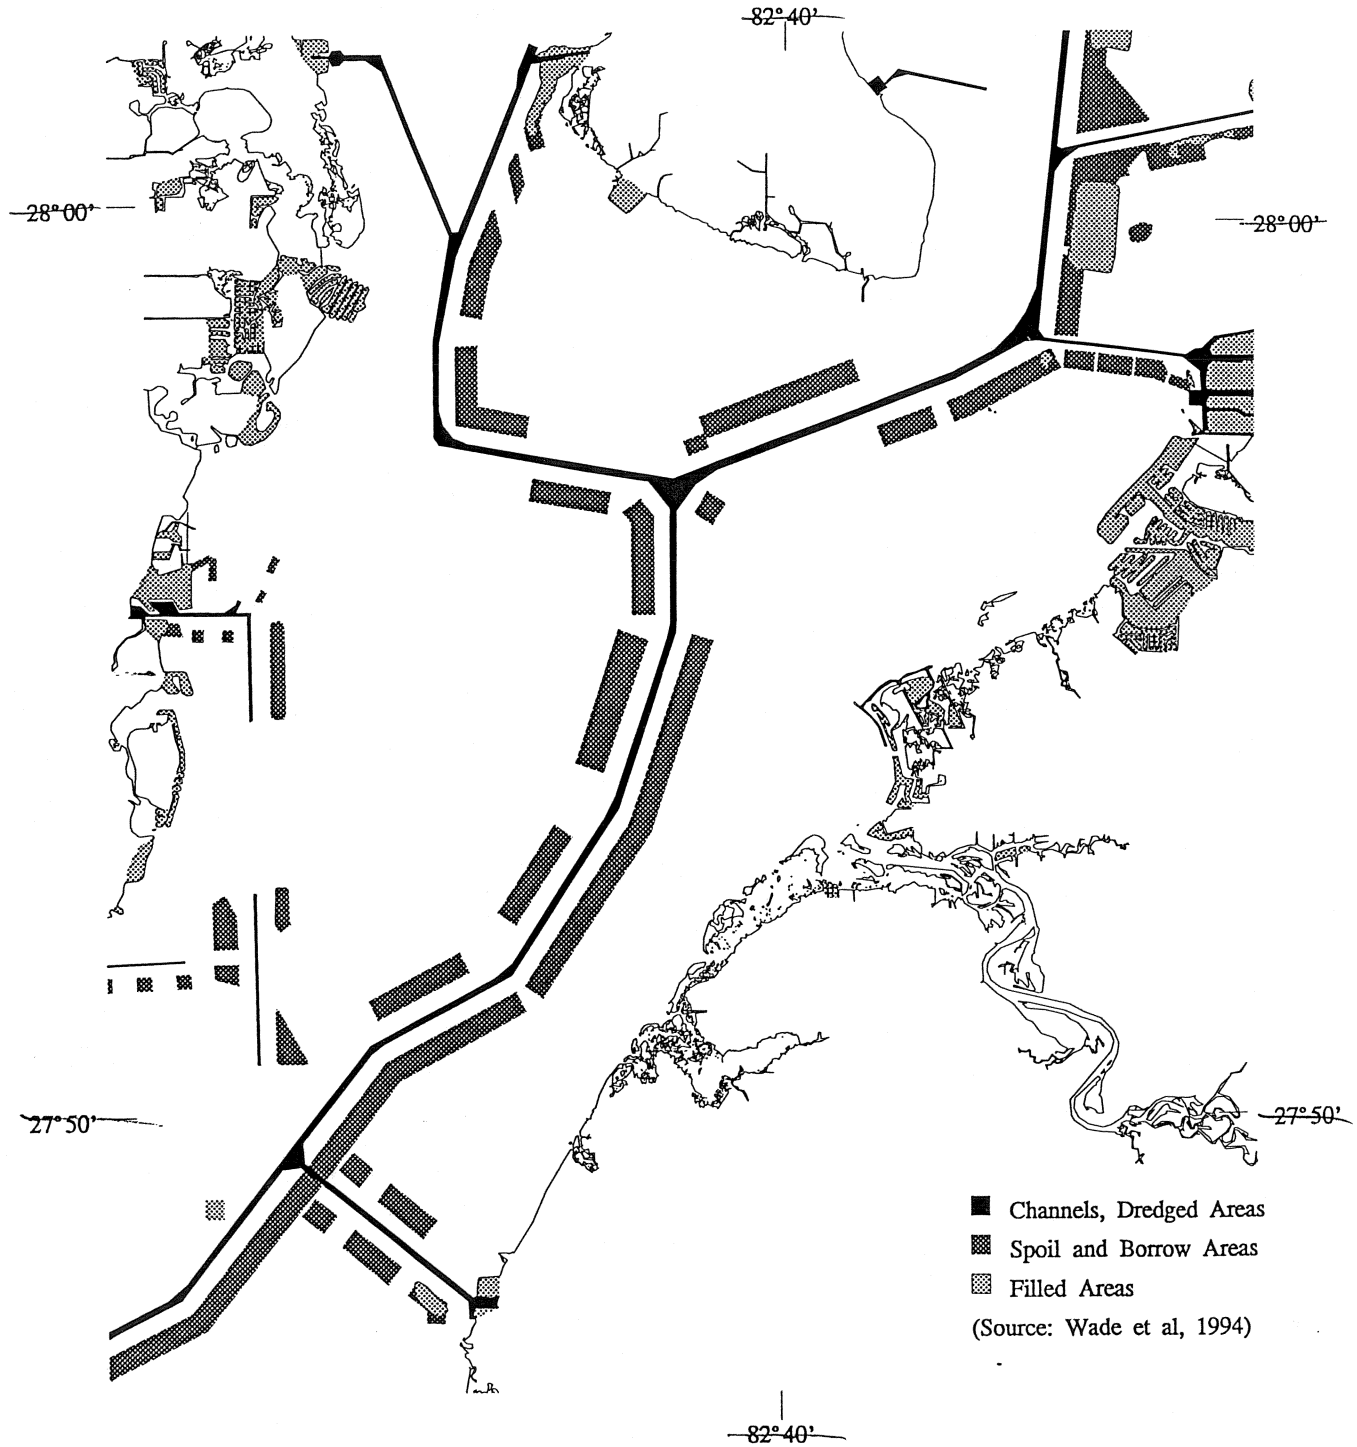 82°40'
28°00'
28°00'
27°50'
27°50'
Channels, Dredged Areas
Spoil and Borrow Areas
Filled Areas
(Source: Wade et al, 1994)
82°40'